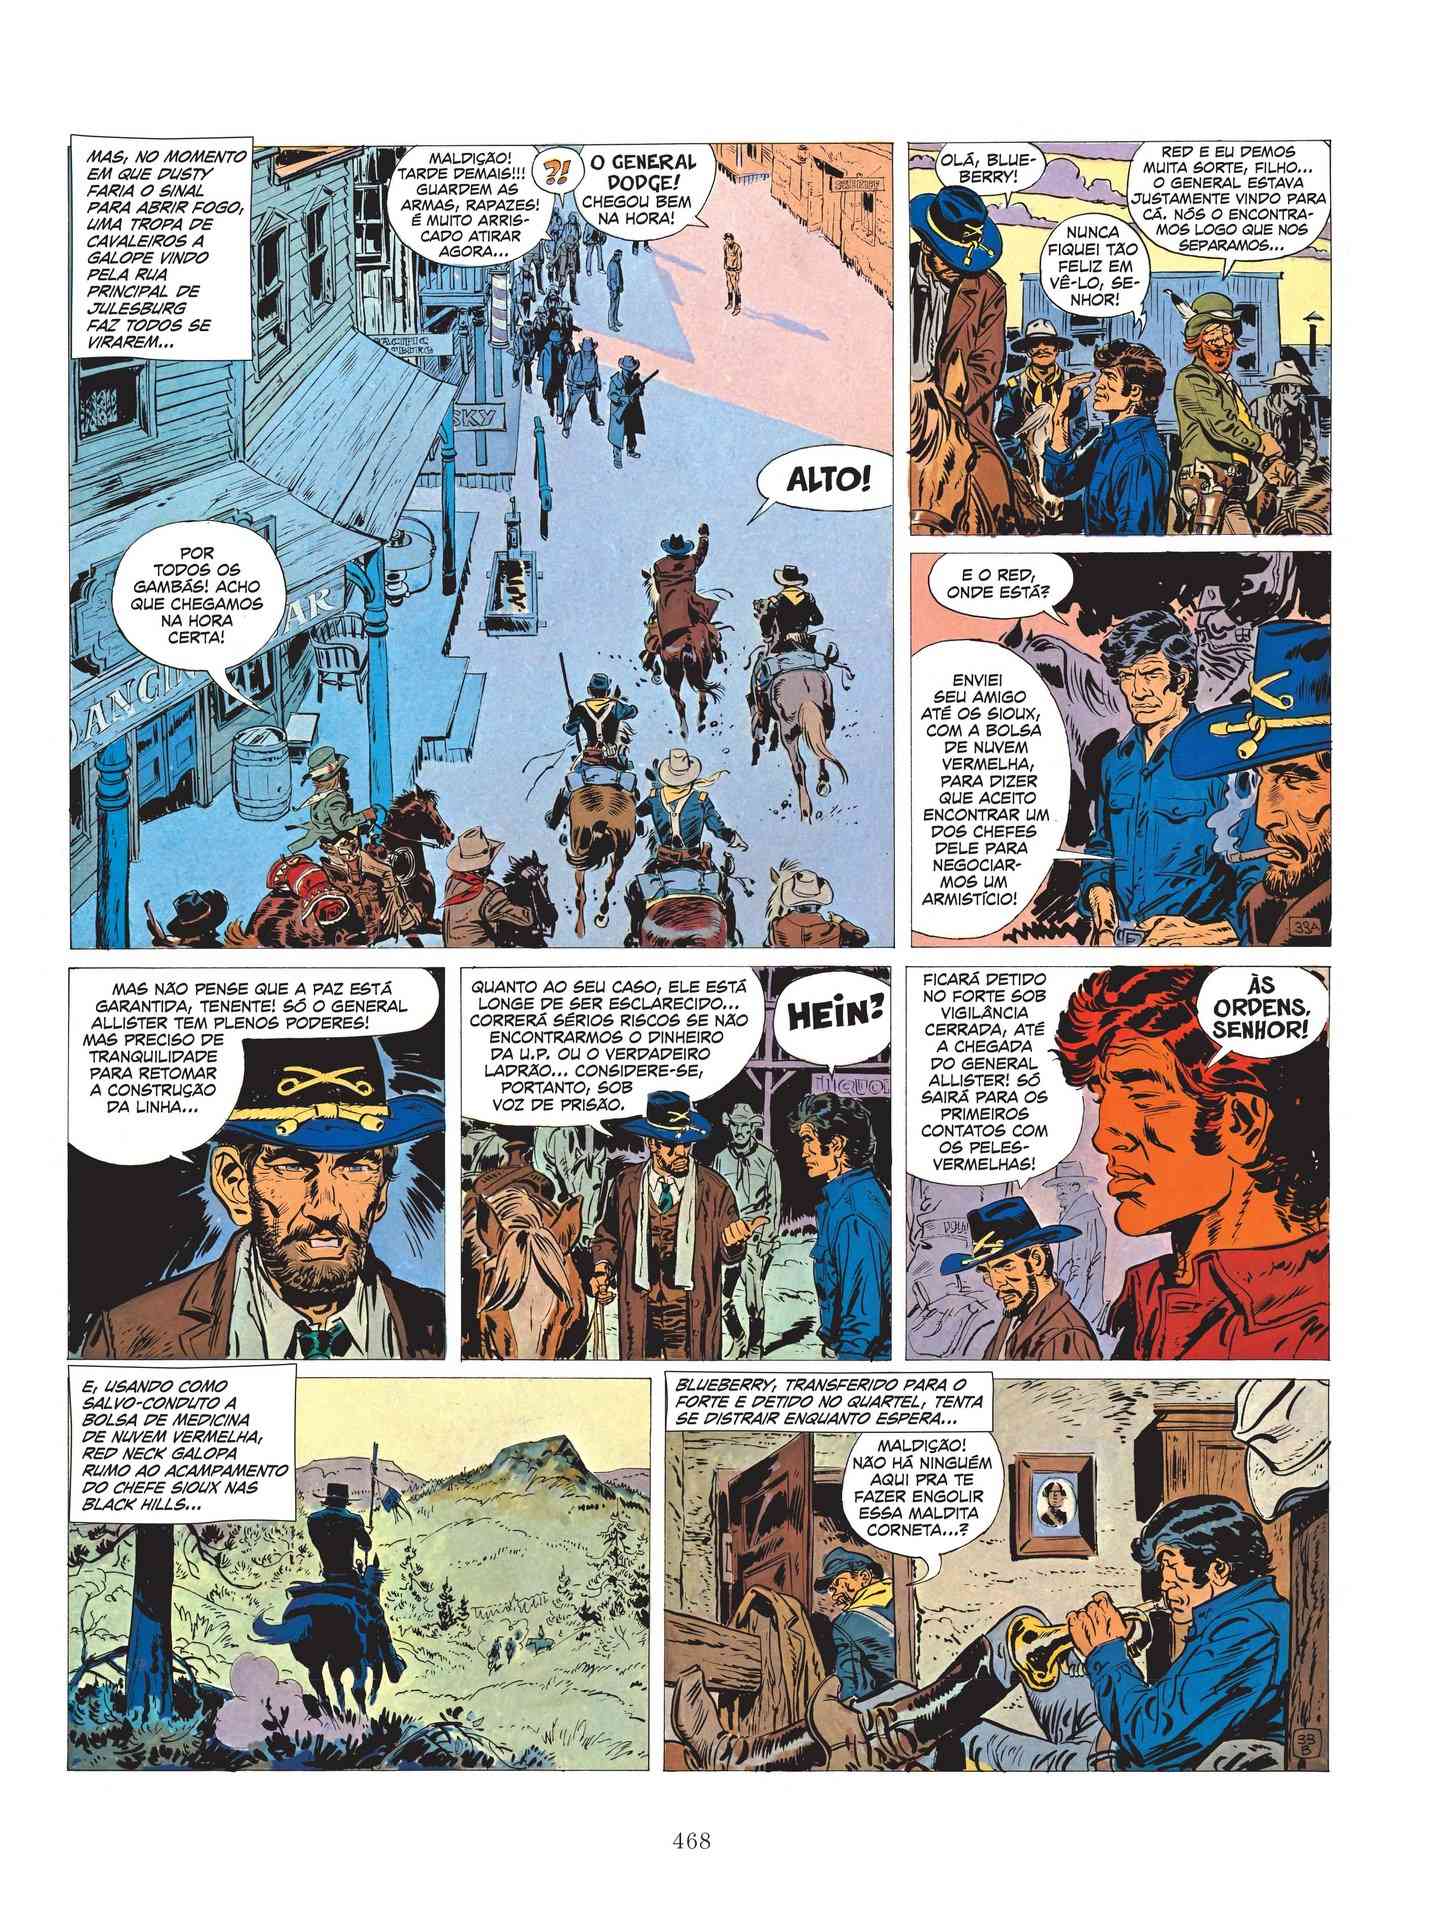 MAS, NO MOMENTO
EM QUE DUSTY
FARIA O SINAL
PARA ABRIR FOGO,
UMA TROPA DE
CAVALEIROS A
GALOPE VINDO
PELA RUA
PRINCIPAL DE
JULESBURG
FAZ TODOS SE
VIRAREM...
MALDIÇÃO!
TARDE DEMAIS!!!
GUARDEM AS
ARMAS, RAPAZES!
É MUITO ARRIS-
CADO ATIRAR
AGORA...
?!
O GENERAL
DODGE!
CHEGOU BEM
NA HORA!
SHERIFF
PACIFIC
SKY
ALTO!
POR
TODOS OS
GAMBÁS! ACHO
QUE CHEGAMOS
NA HORA
CERTA!
DANCING
BAR
OLÁ, BLUE-
BERRY!
NUNCA
FIQUEI TÃO
FELIZ EM
VÊ-LO, SE-
NHOR!
RED E EU DEMOS
MUITA SORTE, FILHO...
O GENERAL ESTAVA
JUSTAMENTE VINDO PARA
CÁ. NÓS O ENCONTRA-
MOS LOGO QUE NOS
SEPARAMOS...
E O RED,
ONDE ESTÁ?
ENVIEI
SEU AMIGO
ATÉ OS SIOUX,
COM A BOLSA
DE NUVEM
VERMELHA,
PARA DIZER
QUE ACEITO
ENCONTRAR UM
DOS CHEFES
DELE PARA
NEGOCIAR-
MOS UM
ARMISTÍCIO!
33A
MAS NÃO PENSE QUE A PAZ ESTÁ
GARANTIDA, TENENTE! SÓ O GENERAL
ALLISTER TEM PLENOS PODERES!
MAS PRECISO DE
TRANQUILIDADE
PARA RETOMAR
A CONSTRUÇÃO
DA LINHA...
QUANTO AO SEU CASO, ELE ESTÁ
LONGE DE SER ESCLARECIDO...
CORRERÁ SÉRIOS RISCOS SE NÃO
ENCONTRARMOS O DINHEIRO
DA U.P. OU O VERDADEIRO
LADRÃO... CONSIDERE-SE,
PORTANTO, SOB
VOZ DE PRISÃO.
HEIN?
LIQUOR
FICARÁ DETIDO
NO FORTE SOB
VIGILÂNCIA
CERRADA, ATÉ
A CHEGADA
DO GENERAL
ALLISTER! SÓ
SAIRÁ PARA OS
PRIMEIROS
CONTATOS COM
OS PELES-
VERMELHAS!
ÀS
ORDENS,
SENHOR!
E, USANDO COMO
SALVO-CONDUTO A
BOLSA DE MEDICINA
DE NUVEM VERMELHA,
RED NECK GALOPA
RUMO AO ACAMPAMENTO
DO CHEFE SIOUX NAS
BLACK HILLS...
BLUEBERRY, TRANSFERIDO PARA O
FORTE E DETIDO NO QUARTEL, TENTA
SE DISTRAIR ENQUANTO ESPERA...
MALDIÇÃO!
NÃO HÁ NINGUÉM
AQUI PRA TE
FAZER ENGOLIR
ESSA MALDITA
CORNETA...?
33
B
468